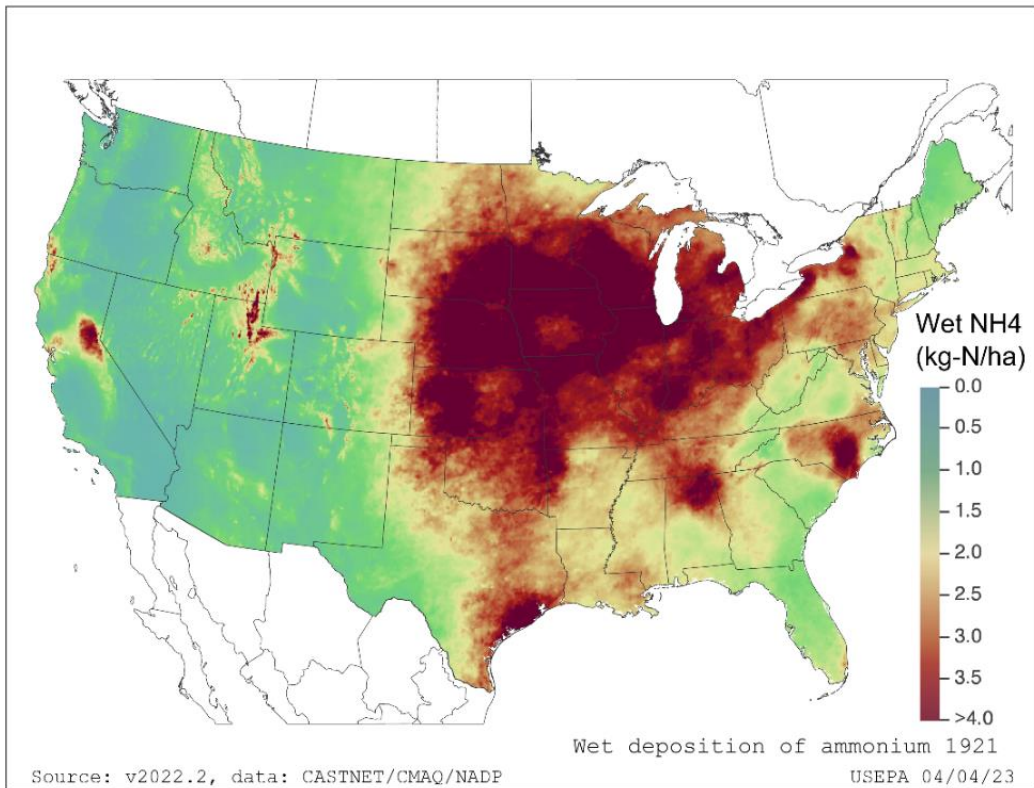 Wet NH4
(kg-N/ha)
0.0
0.5
1.0
1.5
2.0
2.5
3.0
3.5
>4.0
Wet deposition of ammonium 1921
Source: v2022.2, data: CASTNET/CMAQ/NADP
USEPA 04/04/23